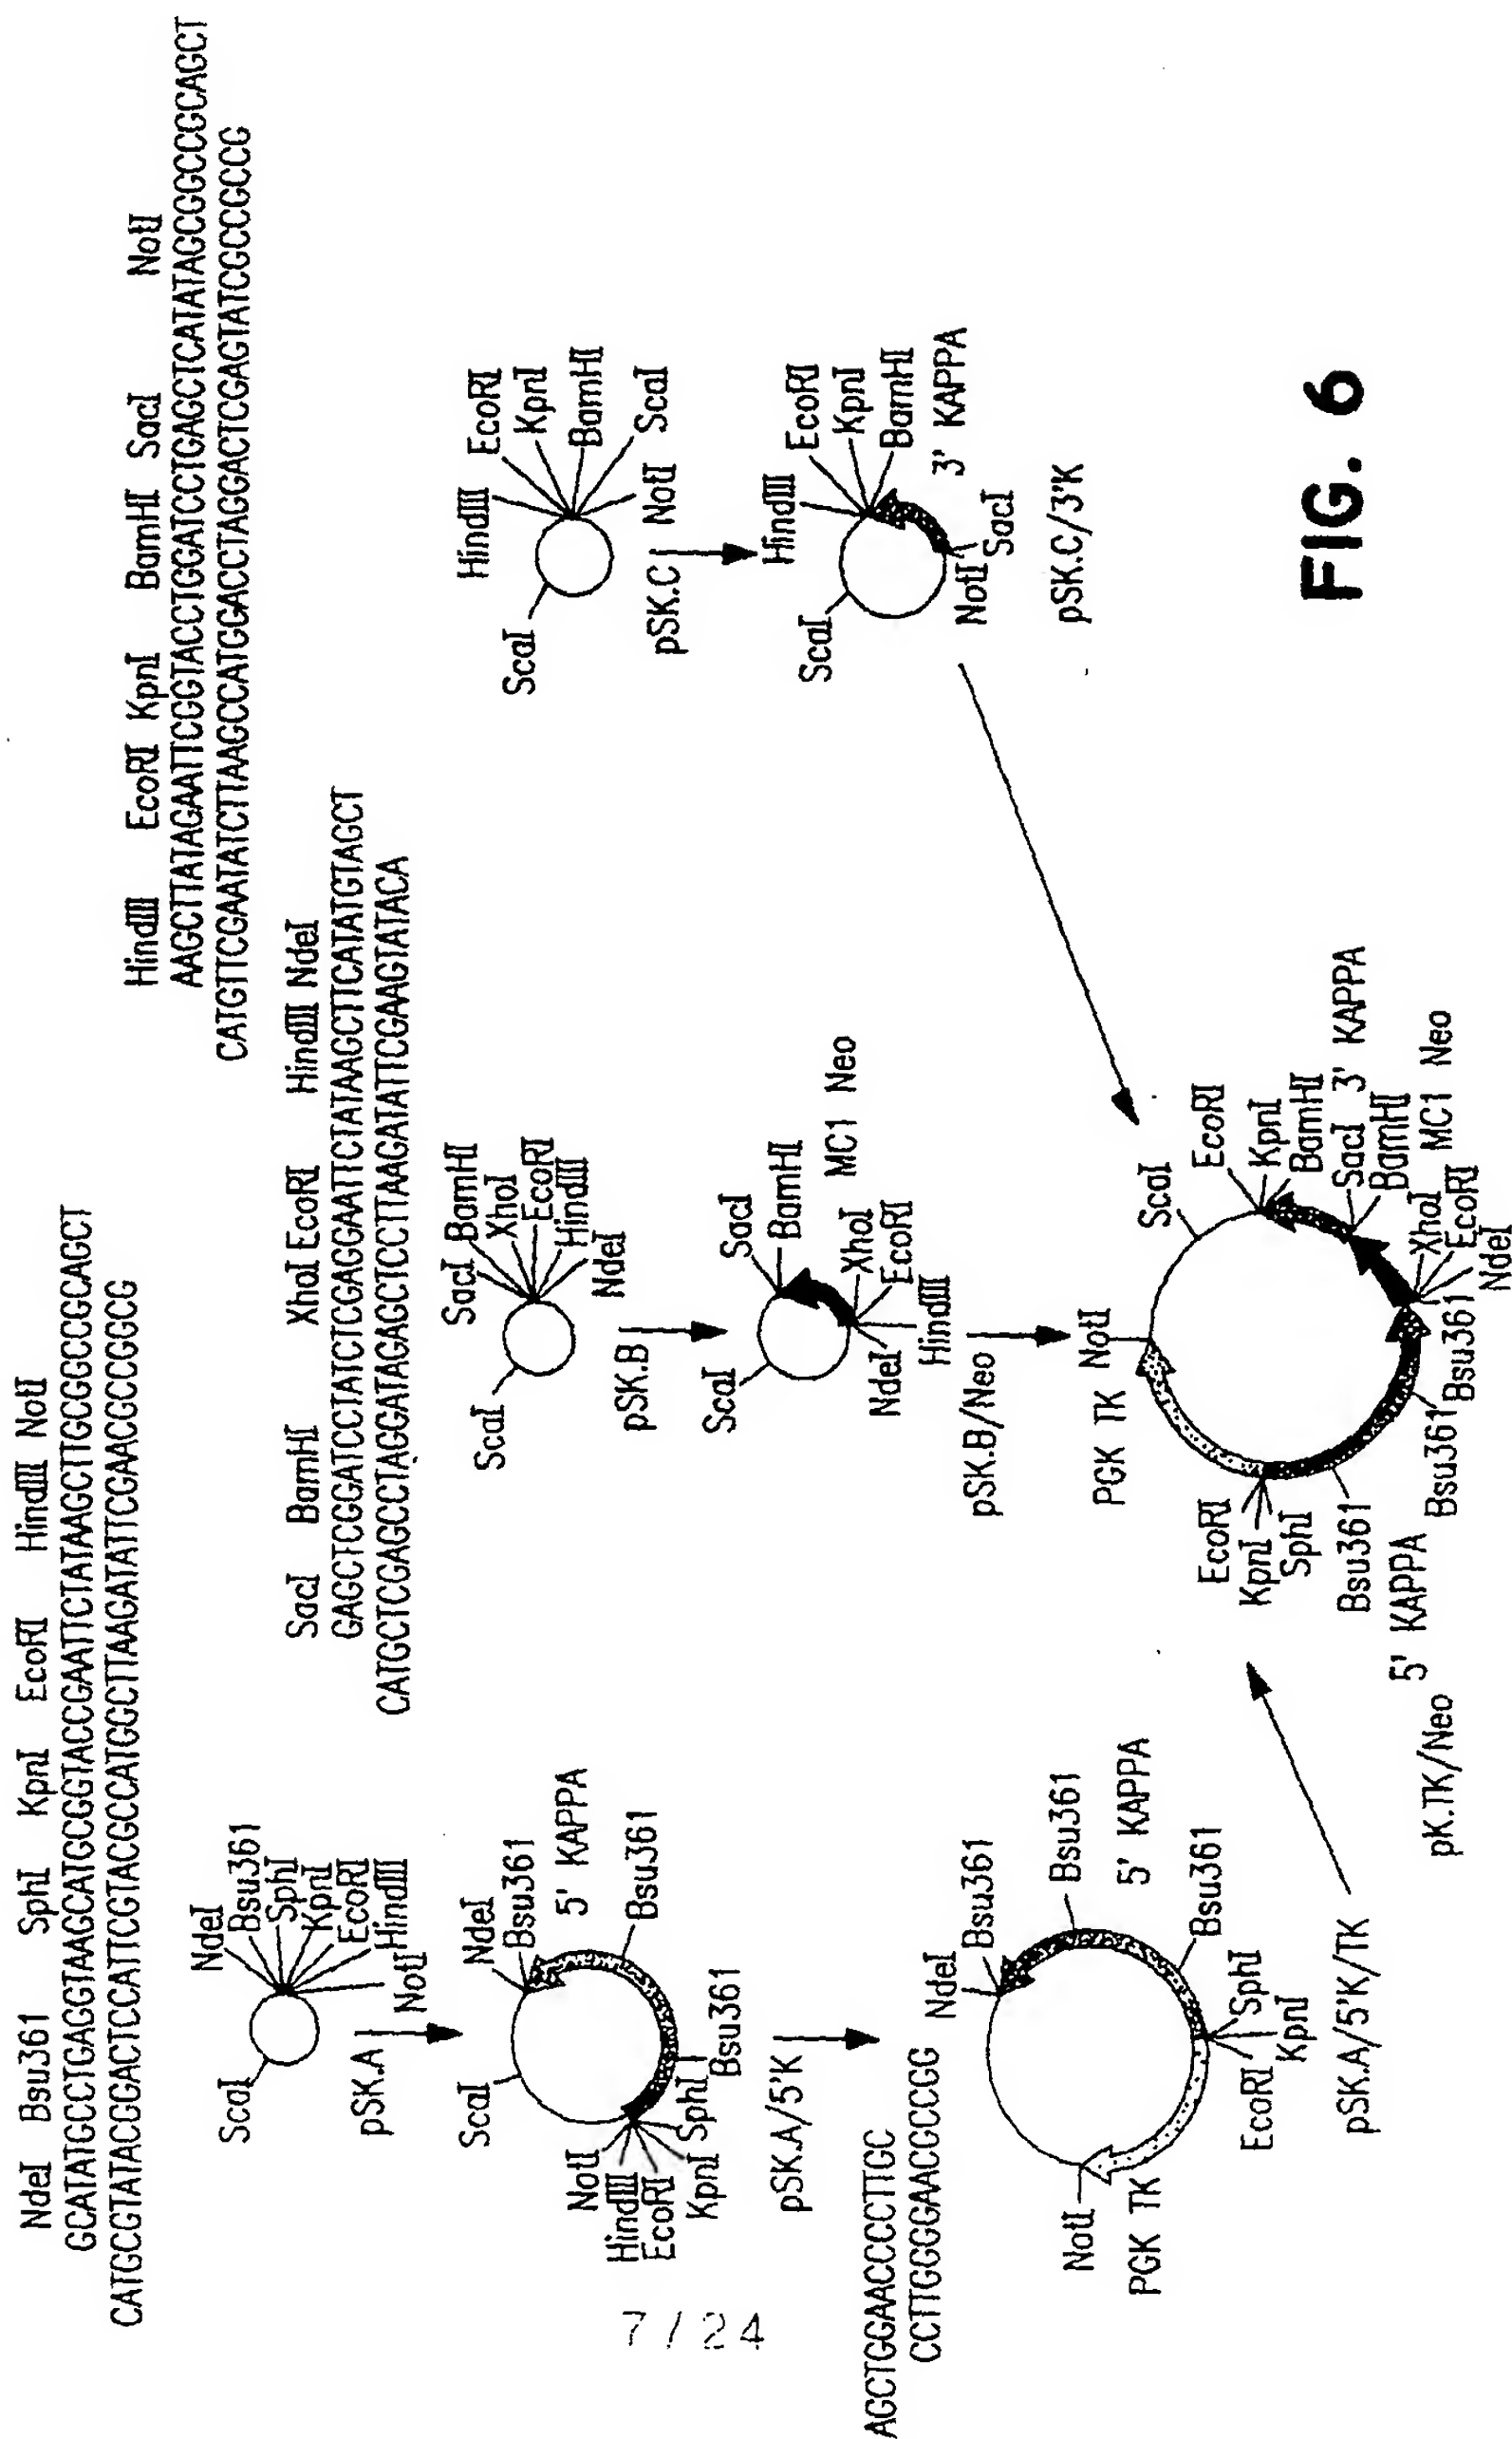 NdeI Bsu361 SphI KpnI EcoRI HindIII NotI
GCATATGCCTGAGGTAAGCATGCGGTACCGAATTCTATAAGCTTGCGGCCGCAGCT
CATGCGTATACGGACTCCATTCGTACGCCATGGCTTAAGATATTCGAACGCCGGCG
SacI BamHI XhoI EcoRI HindIII NdeI
GAGCTCGGATCCTATCTCGAGGAATTCTATAAGCTTCATATGTAGCT
CATGCTCGAGCCTAGGATAGAGCTCCTTAAGATATTCGAAGTATACA
HindIII EcoRI KpnI BamHI SacI NotI
AAGCTTATAGAATTCGGTACCTGGATCCTGAGCTCATAGCGGCCGCAGCT
CATGTTCGAATATCTTAAGCCATGGACCTAGGACTCGAGTATCGCCGGCG
ScaI
NdeI
Bsu361
SphI
KpnI
EcoRI
HindIII
NotI
pSK.A
ScaI
NdeI
Bsu361
5' KAPPA
Bsu361
Bsu361
SphI
KpnI
EcoRI
HindIII
NotI
pSK.A/5'K
AGCTGGAACCCCTTGC
CCTTGGGGAACGCCGG
NdeI
Bsu361
Bsu361
5' KAPPA
Bsu361
SphI
KpnI
EcoRI
NotI
PGK TK
pSK.A/5'K/TK
ScaI
SacI
BamHI
XhoI
EcoRI
HindIII
NdeI
pSK.B
ScaI
SacI
BamHI
MC1 Neo
XhoI
EcoRI
HindIII
NdeI
pSK.B/Neo
ScaI
HindIII
EcoRI
KpnI
BamHI
ScaI
NotI
pSK.C
ScaI
HindIII
EcoRI
KpnI
BamHI
3' KAPPA
SacI
NotI
pSK.C/3'K
NotI
ScaI
EcoRI
KpnI
BamHI
SacI
3' KAPPA
BamHI
MC1 Neo
XhoI
EcoRI
NdeI
Bsu361
Bsu361
Bsu361
5' KAPPA
SphI
KpnI
EcoRI
PGK TK
pK.TK/Neo
FIG. 6
7/24